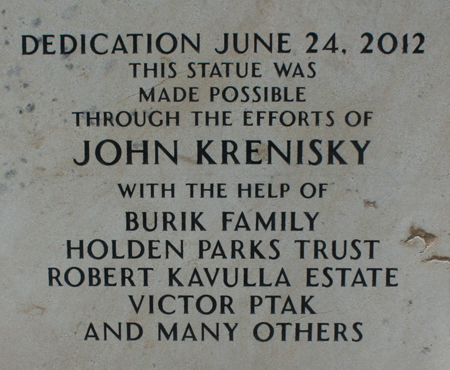 DEDICATION JUNE 24, 2012
THIS STATUE WAS
MADE POSSIBLE
THROUGH THE EFFORTS OF
JOHN KRENISKY
WITH THE HELP OF
BURIK FAMILY
HOLDEN PARKS TRUST
ROBERT KAVULLA ESTATE
VICTOR PTAK
AND MANY OTHERS